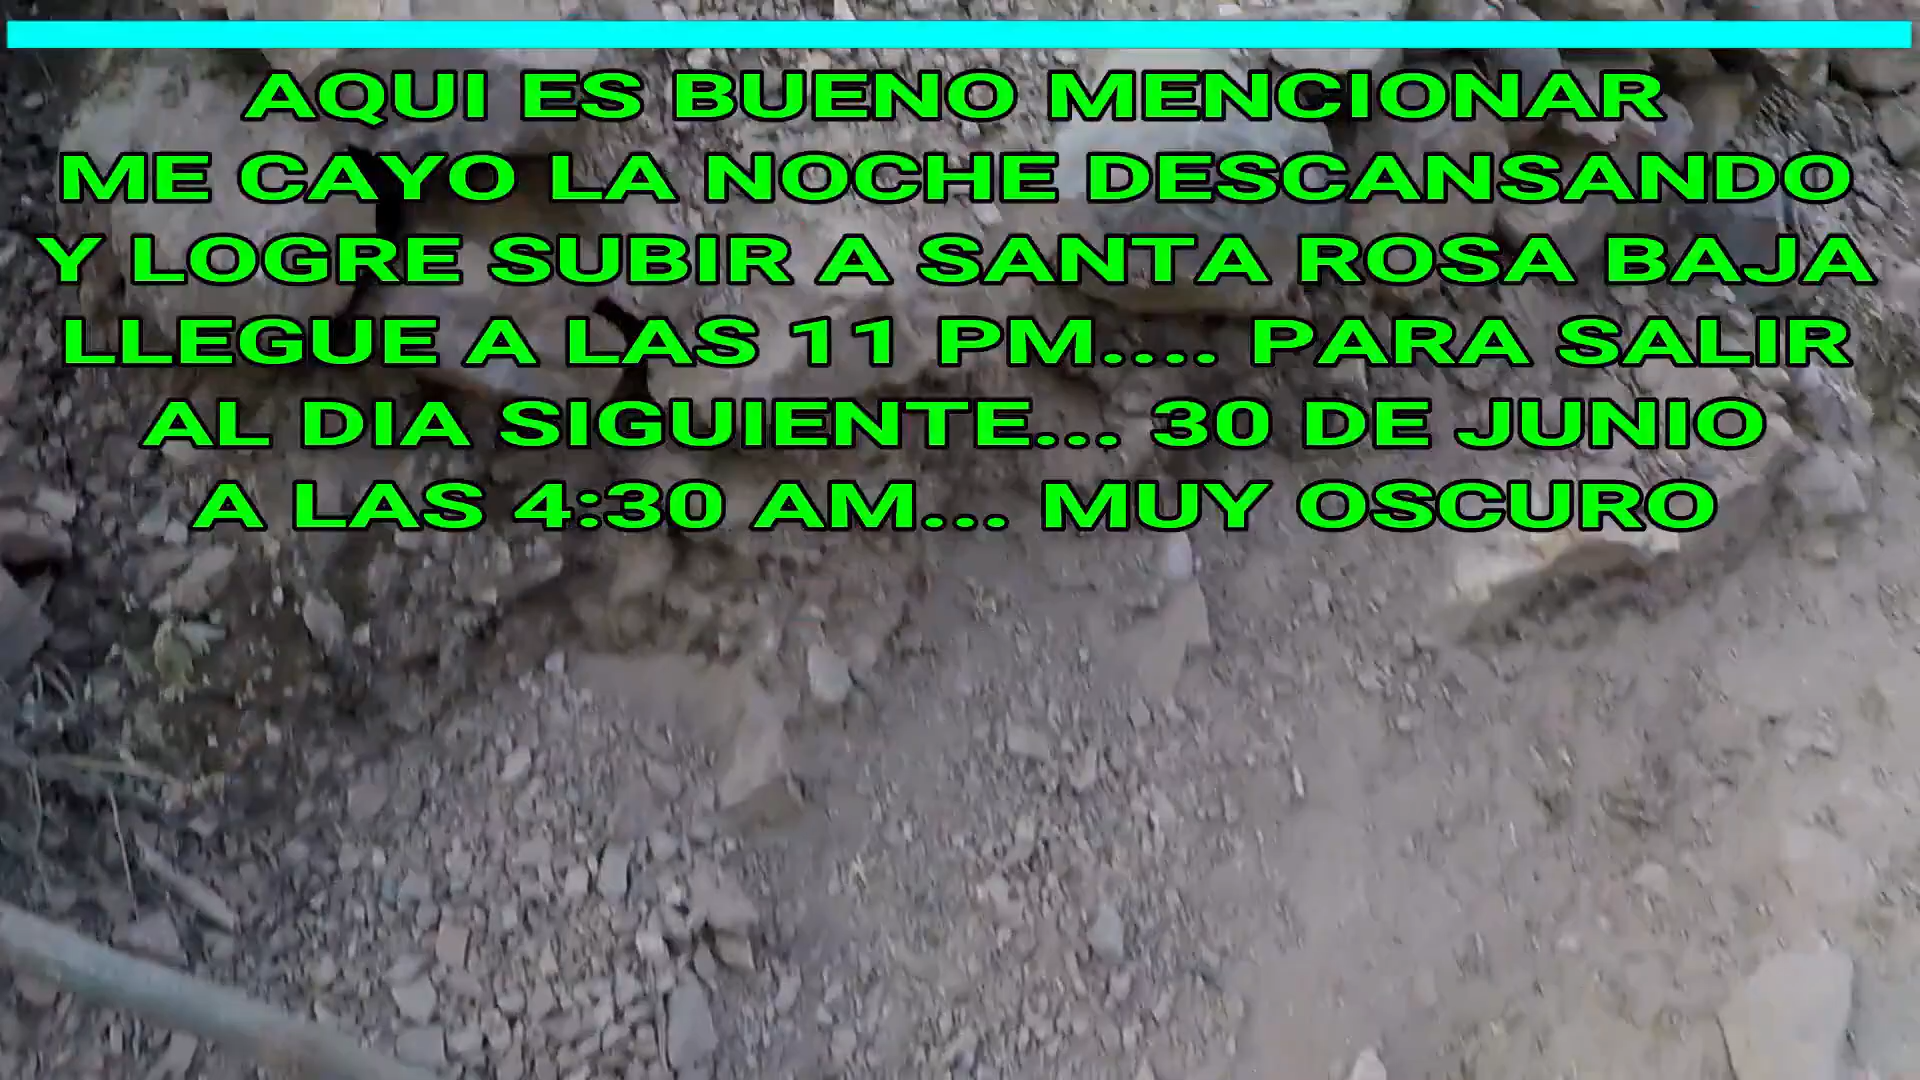 AQUI ES BUENO MENCIONAR
ME CAYO LA NOCHE DESCANSANDO
Y LOGRE SUBIR A SANTA ROSA BAJA
LLEGUE A LAS 11 PM.... PARA SALIR
AL DIA SIGUIENTE... 30 DE JUNIO
A LAS 4:30 AM... MUY OSCURO